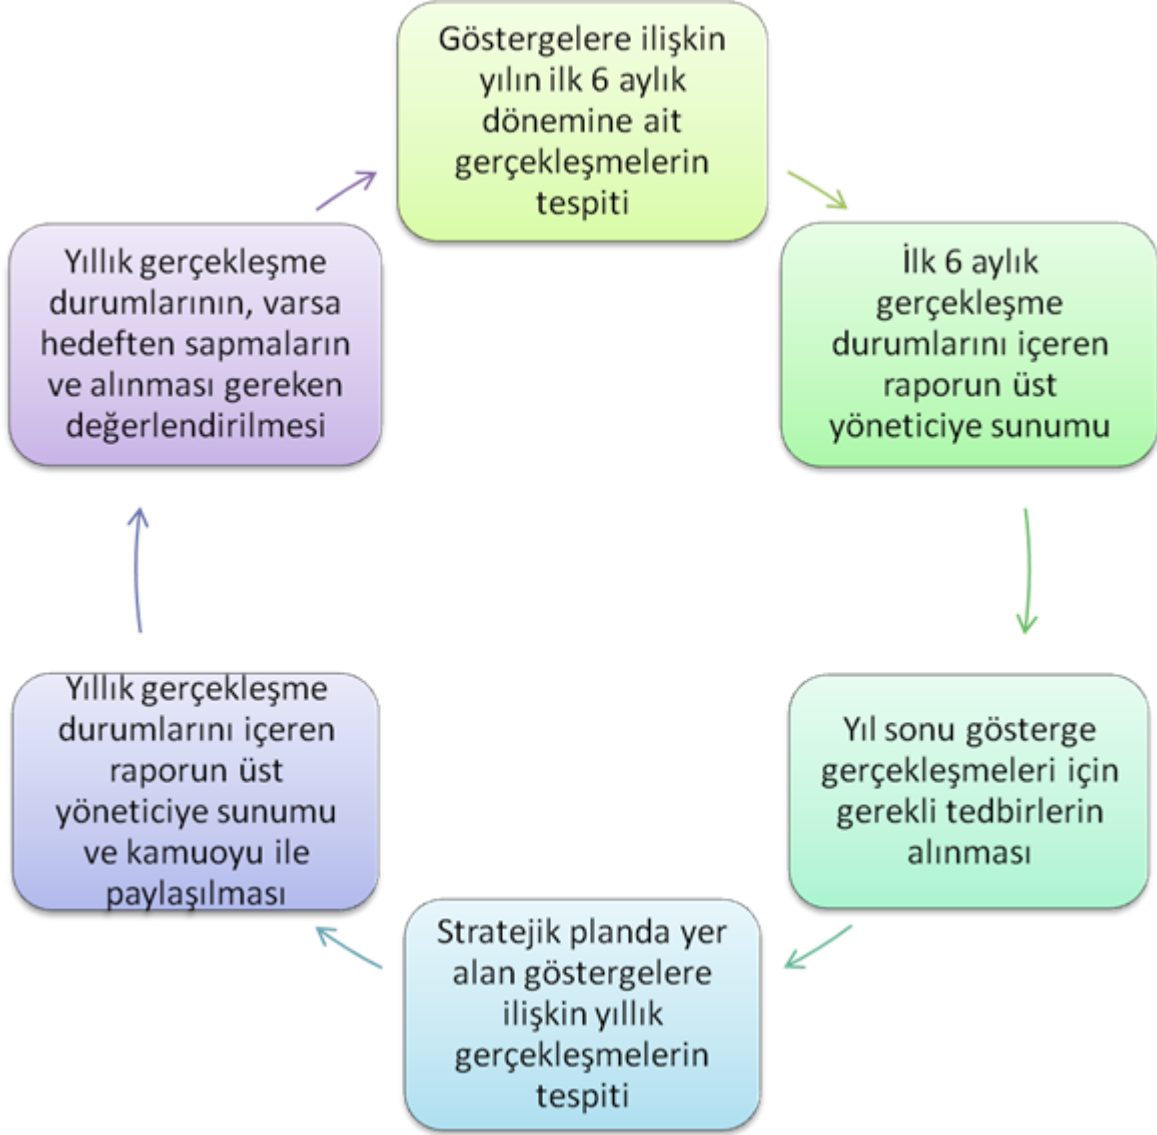 Göstergelere ilişkin
yılın ilk 6 aylık
dönemine ait
gerçekleşmelerin
tespiti
İlk 6 aylık
gerçekleşme
durumlarını içeren
raporun üst
yöneticiye sunumu
Yıl sonu gösterge
gerçekleşmeleri için
gerekli tedbirlerin
alınması
Stratejik planda yer
alan göstergelere
ilişkin yıllık
gerçekleşmelerin
tespiti
Yıllık gerçekleşme
durumlarını içeren
raporun üst
yöneticiye sunumu
ve kamuoyu ile
paylaşılması
Yıllık gerçekleşme
durumlarının, varsa
hedeften sapmaların
ve alınması gereken
değerlendirilmesi